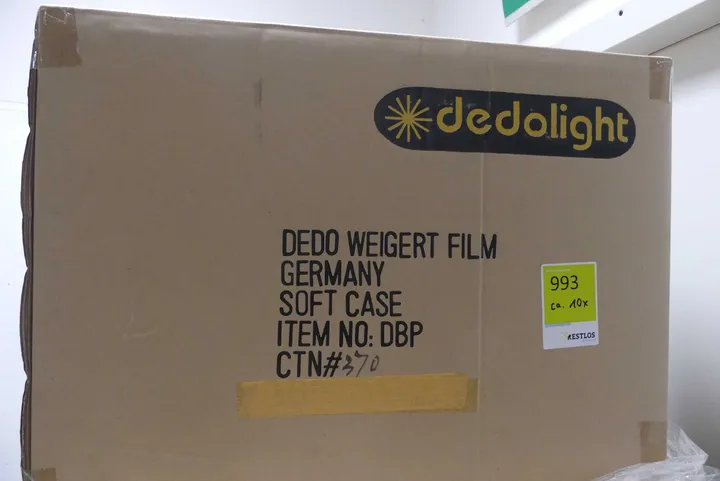 dedolight
DEDO WEIGERT FILM
GERMANY
SOFT CASE
ITEM NO: DBP
CTN#370
993
ca. 10x
RESTLOS